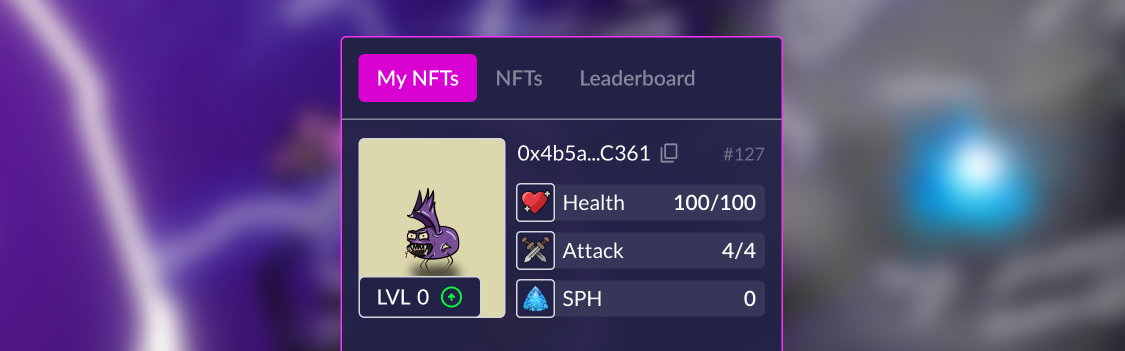 My NFTs NFTs Leaderboard
0x4b5a...C361 #127
Health 100/100
Attack 4/4
LVL 0
SPH 0